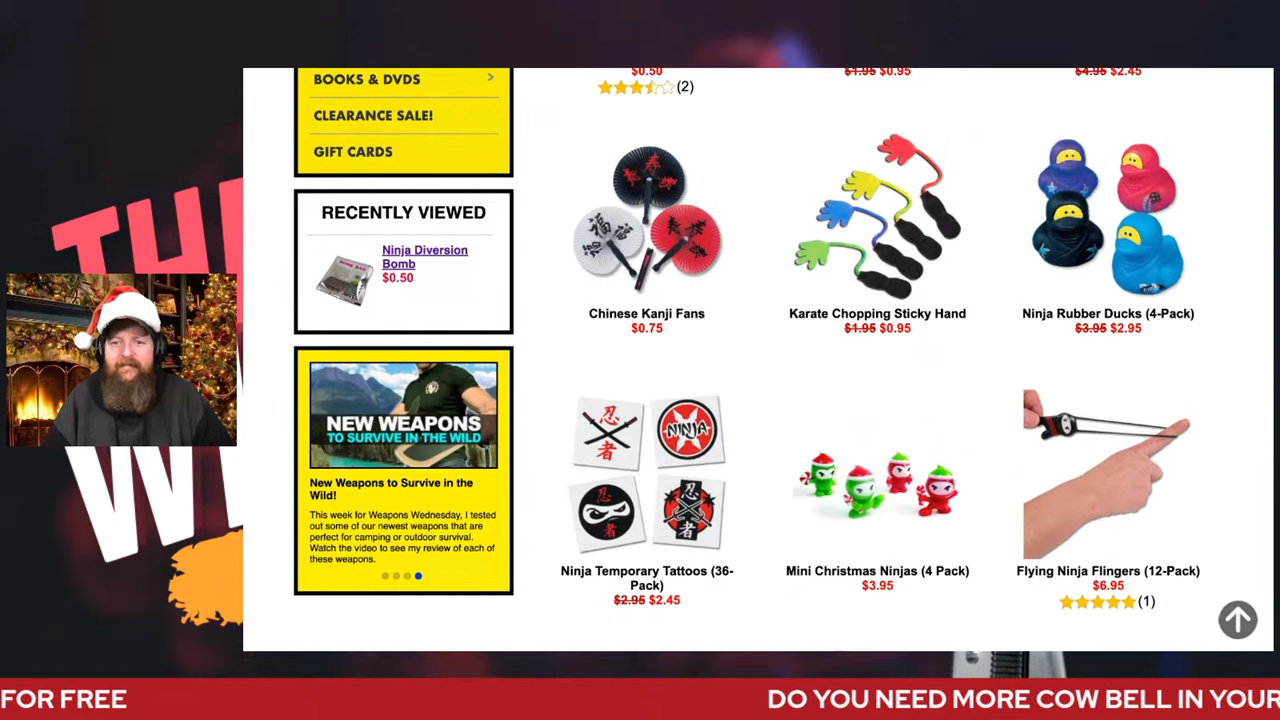 BOOKS & DVDS
CLEARANCE SALE!
GIFT CARDS
RECENTLY VIEWED
Ninja Diversion
Bomb
$0.50
NEW WEAPONS
TO SURVIVE IN THE WILD
New Weapons to Survive in the
Wild!
This week for Weapons Wednesday, I tested
out some of our newest weapons that are
perfect for camping or outdoor survival.
Watch the video to see my review of each of
these weapons.
$0.50
(2)
$1.95 $0.95
$4.95 $2.45
寿
福
Chinese Kanji Fans
$0.75
Karate Chopping Sticky Hand
$1.95 $0.95
Ninja Rubber Ducks (4-Pack)
$3.95 $2.95
忍
者
NINJA
忍
者
忍
者
Ninja Temporary Tattoos (36-
Pack)
$2.95 $2.45
Mini Christmas Ninjas (4 Pack)
$3.95
Flying Ninja Flingers (12-Pack)
$6.95
(1)
TH
W
FOR FREE
DO YOU NEED MORE COW BELL IN YOUR